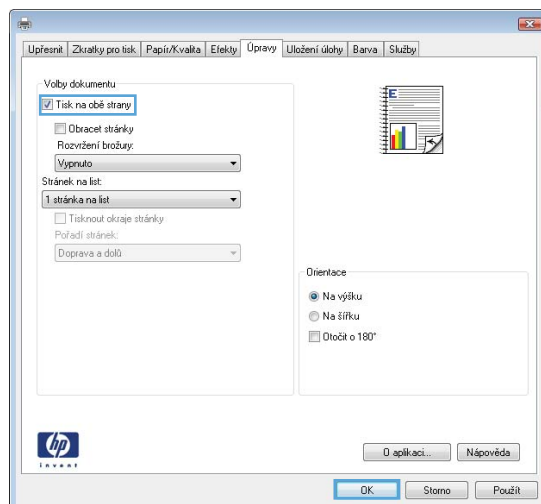 Upřesnit Zkratky pro tisk Papír/Kvalita Efekty Úpravy Uložení úlohy Barva Služby
Volby dokumentu
Tisk na obě strany
Obracet stránky
Rozvržení brožury:
Vypnuto
Stránek na list:
1 stránka na list
Tisknout okraje stránky
Pořadí stránek:
Doprava a dolů
E
Orientace
Na výšku
Na šířku
Otočit o 180°
hp
invent
O aplikaci... Nápověda
OK Storno Použít